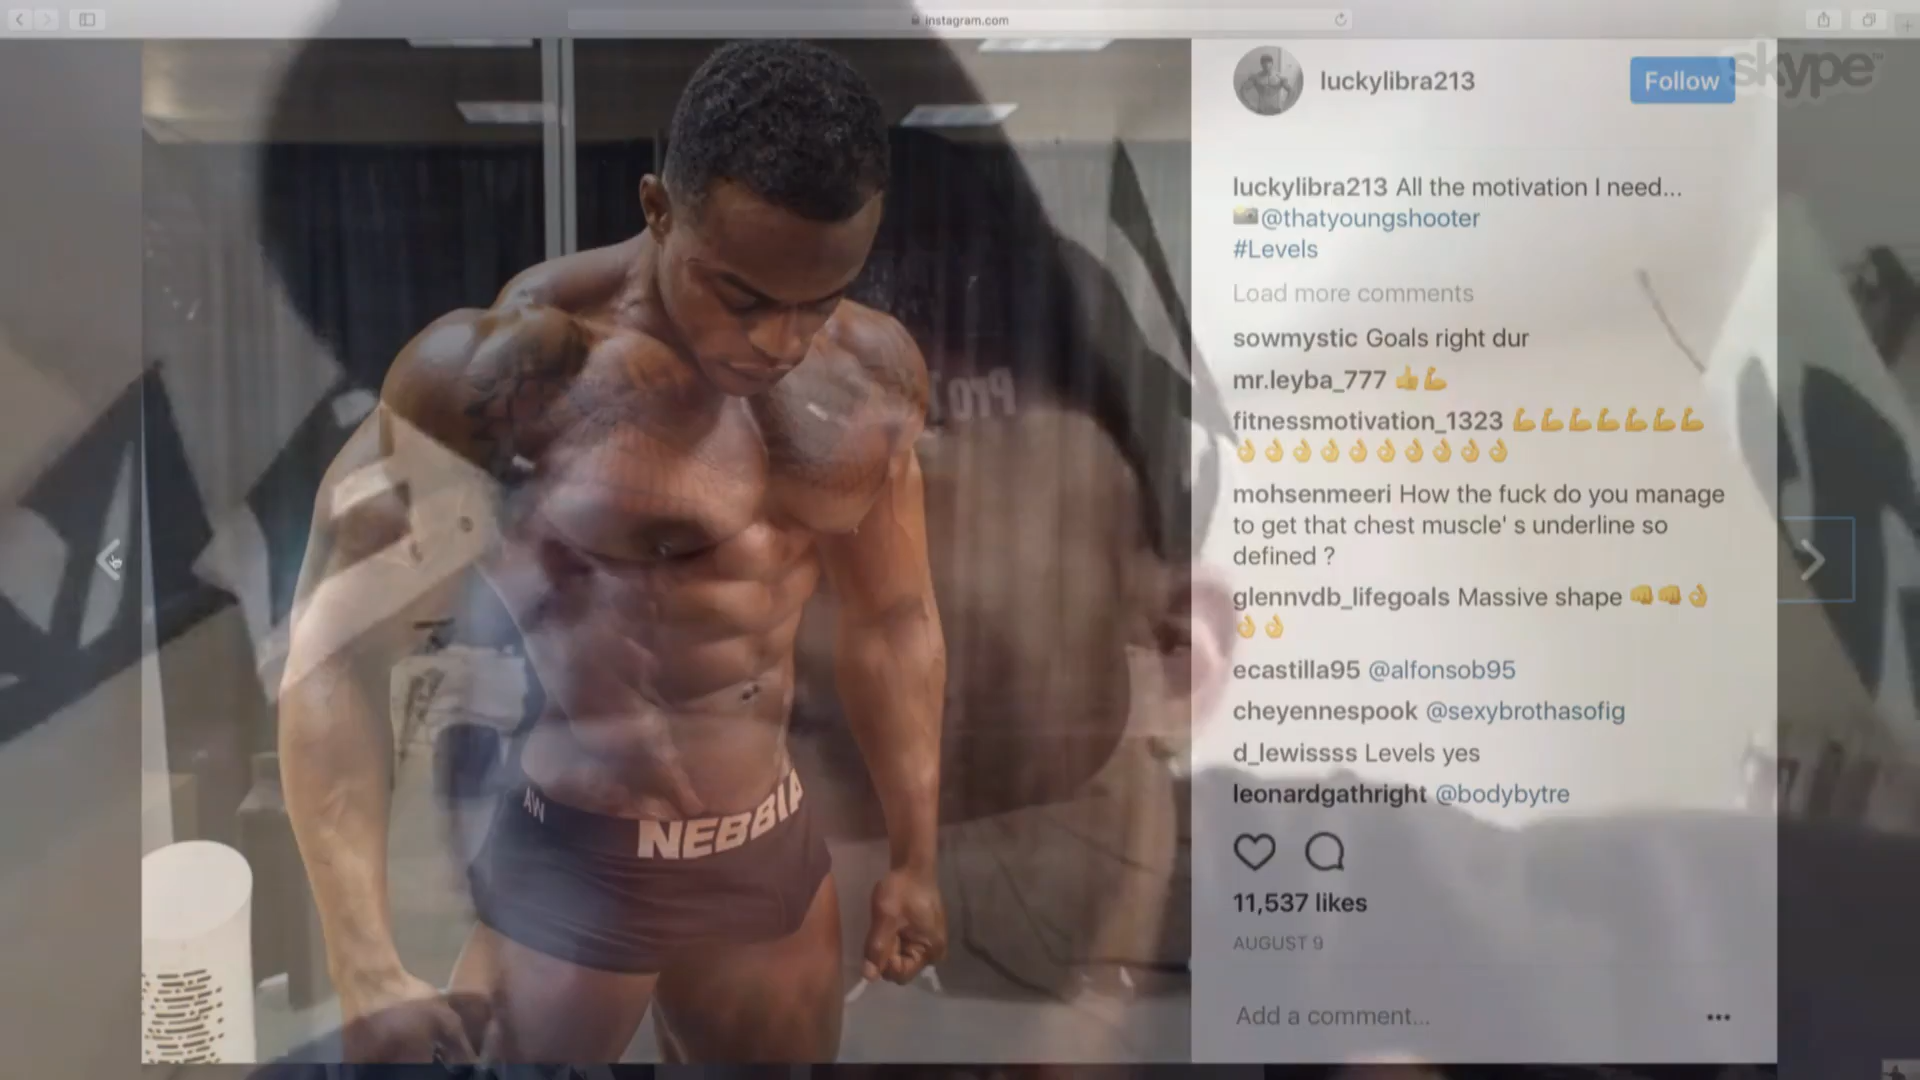 instagram.com
skype
luckylibra213
Follow
luckylibra213 All the motivation I need...
📷@thatyoungshooter
#Levels
Load more comments
sowmystic Goals right dur
mr.leyba_777 👍💪
fitnessmotivation_1323 💪💪💪💪💪💪💪
👌👌👌👌👌👌👌👌👌👌
mohsenmeeri How the fuck do you manage
to get that chest muscle' s underline so
defined ?
glennvdb_lifegoals Massive shape 👊👊👌
👌👌
ecastilla95 @alfonsob95
cheyennespook @sexybrothasofig
d_lewissss Levels yes
leonardgathright @bodybytre
11,537 likes
AUGUST 9
Add a comment...
AW
NEBBIA